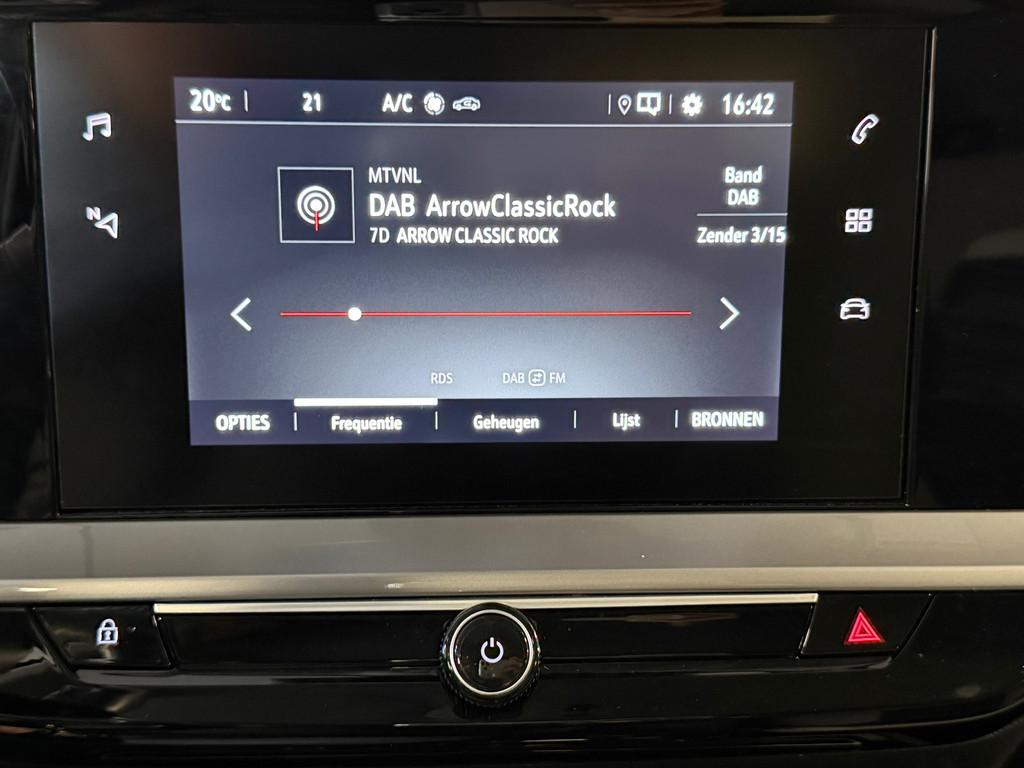 20°C 21 A/C 16:42
MTVNL
DAB ArrowClassicRock
7D ARROW CLASSIC ROCK
Band
DAB
Zender 3/15
N
RDS DAB FM
OPTIES Frequentie Geheugen Lijst BRONNEN